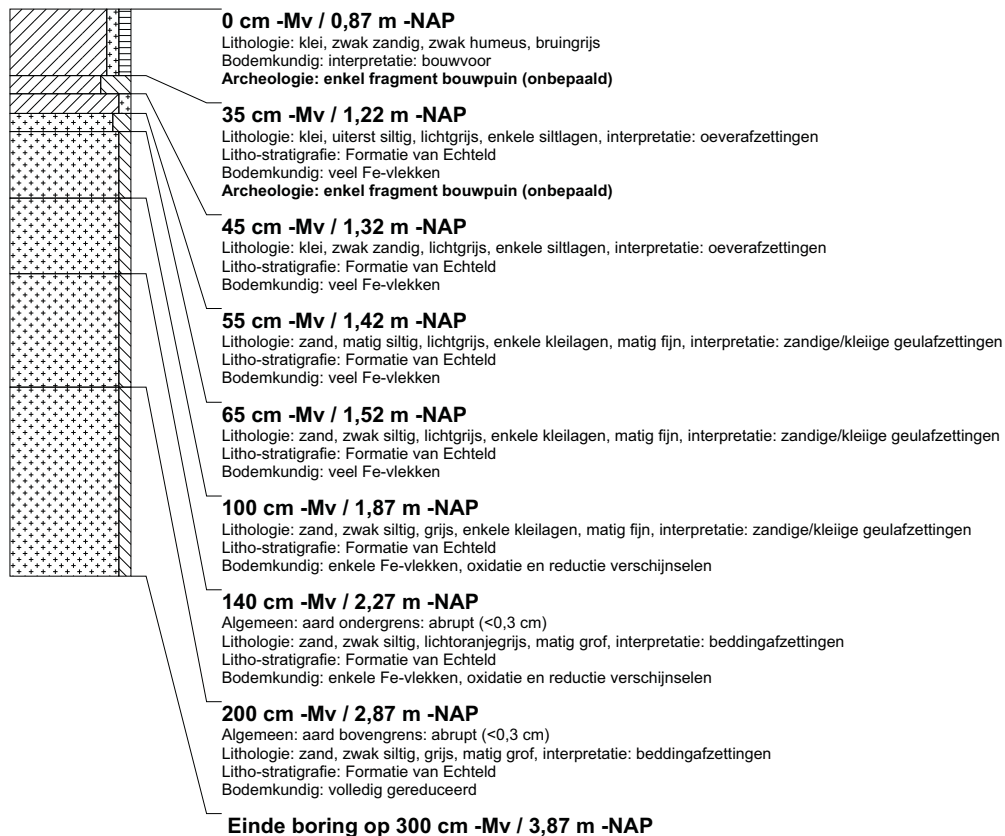 0 cm -Mv / 0,87 m -NAP
Lithologie: klei, zwak zandig, zwak humeus, bruingrijs
Bodemkundig: interpretatie: bouwvoor
Archeologie: enkel fragment bouwpuin (onbepaald)
35 cm -Mv / 1,22 m -NAP
Lithologie: klei, uiterst siltig, lichtgrijs, enkele siltlagen, interpretatie: oeverafzettingen
Litho-stratigrafie: Formatie van Echteld
Bodemkundig: veel Fe-vlekken
Archeologie: enkel fragment bouwpuin (onbepaald)
45 cm -Mv / 1,32 m -NAP
Lithologie: klei, zwak zandig, lichtgrijs, enkele siltlagen, interpretatie: oeverafzettingen
Litho-stratigrafie: Formatie van Echteld
Bodemkundig: veel Fe-vlekken
55 cm -Mv / 1,42 m -NAP
Lithologie: zand, matig siltig, lichtgrijs, enkele kleilagen, matig fijn, interpretatie: zandige/kleiige geulafzettingen
Litho-stratigrafie: Formatie van Echteld
Bodemkundig: veel Fe-vlekken
65 cm -Mv / 1,52 m -NAP
Lithologie: zand, zwak siltig, lichtgrijs, enkele kleilagen, matig fijn, interpretatie: zandige/kleiige geulafzettingen
Litho-stratigrafie: Formatie van Echteld
Bodemkundig: veel Fe-vlekken
100 cm -Mv / 1,87 m -NAP
Lithologie: zand, zwak siltig, grijs, enkele kleilagen, matig fijn, interpretatie: zandige/kleiige geulafzettingen
Litho-stratigrafie: Formatie van Echteld
Bodemkundig: enkele Fe-vlekken, oxidatie en reductie verschijnselen
140 cm -Mv / 2,27 m -NAP
Algemeen: aard ondergrens: abrupt (<0,3 cm)
Lithologie: zand, zwak siltig, lichtoranjegrijs, matig grof, interpretatie: beddingafzettingen
Litho-stratigrafie: Formatie van Echteld
Bodemkundig: enkele Fe-vlekken, oxidatie en reductie verschijnselen
200 cm -Mv / 2,87 m -NAP
Algemeen: aard bovengrens: abrupt (<0,3 cm)
Lithologie: zand, zwak siltig, grijs, matig grof, interpretatie: beddingafzettingen
Litho-stratigrafie: Formatie van Echteld
Bodemkundig: volledig gereduceerd
Einde boring op 300 cm -Mv / 3,87 m -NAP